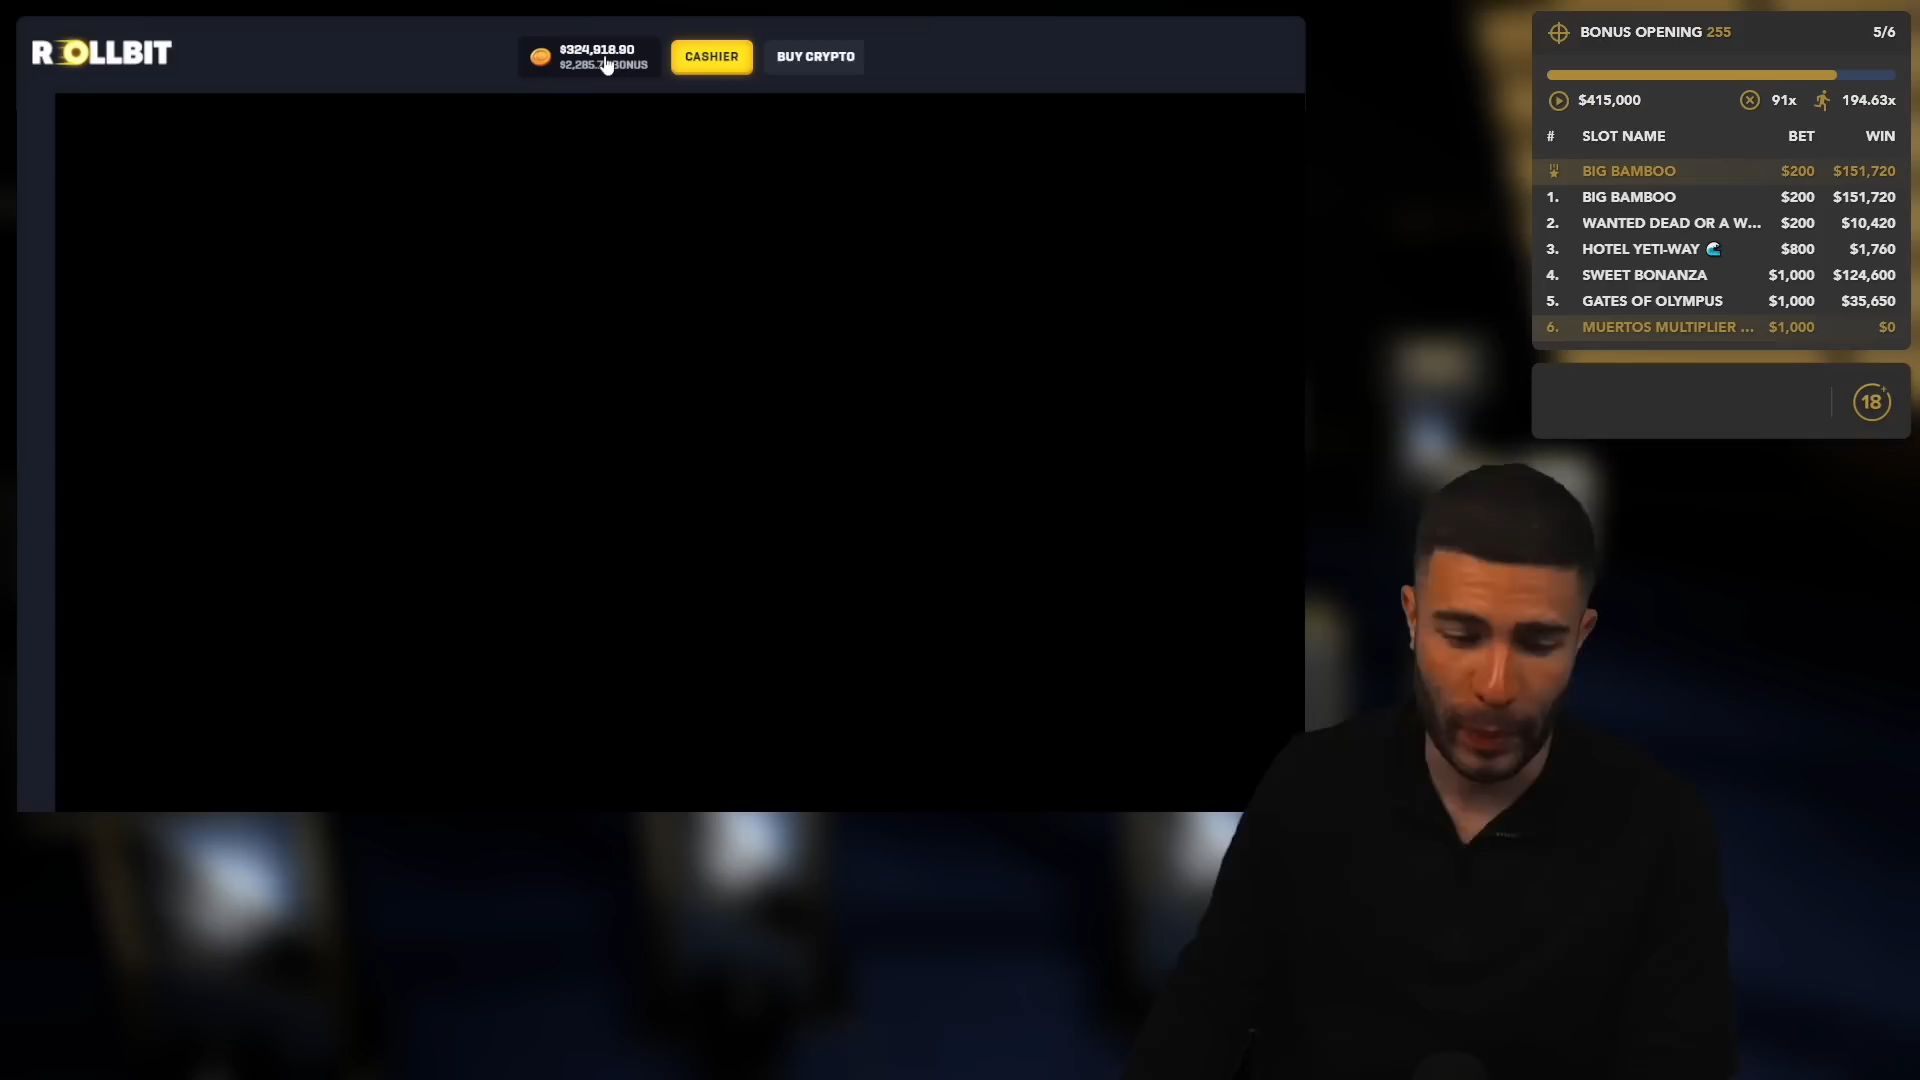 ROLLBIT
$324,918.90
BONUS
CASHIER
BUY CRYPTO
BONUS OPENING 255
5/6
$415,000
91x
194.63x
# SLOT NAME BET WIN
BIG BAMBOO $200 $151,720
1. BIG BAMBOO $200 $151,720
2. WANTED DEAD OR A W... $200 $10,420
3. HOTEL YETI-WAY $800 $1,760
4. SWEET BONANZA $1,000 $124,600
5. GATES OF OLYMPUS $1,000 $35,650
6. MUERTOS MULTIPLIER ... $1,000 $0
18+